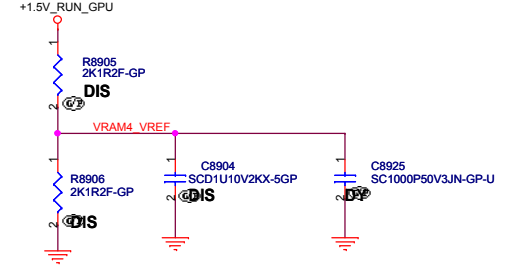 +1.5V_RUN_GPU
1
R8905
2K1R2F-GP
DIS
2
G/P
VRAM4_VREF
1
R8906
2K1R2F-GP
2
DIS
1
C8904
SCD1U10V2KX-5GP
2
DIS
1
C8925
SC1000P50V3JN-GP-U
2